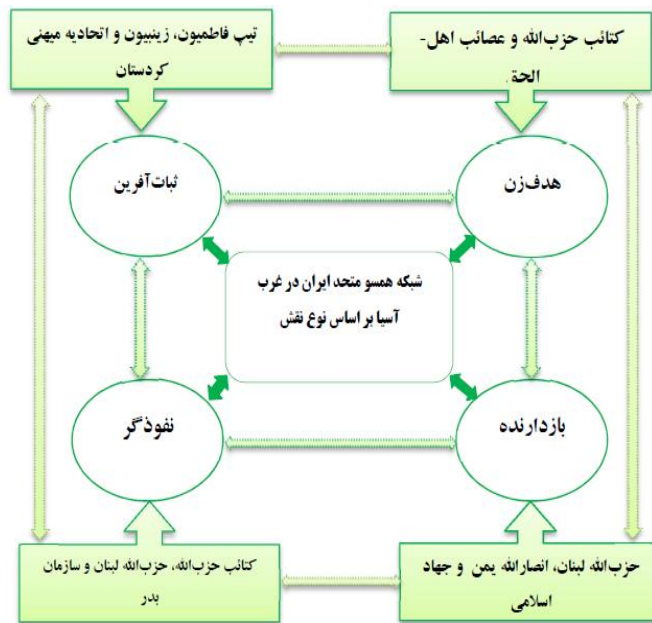 کتائب حزب‌الله و عصائب اهل-
الحق
تیپ فاطمیون، زینبیون و اتحادیه میهنی
کردستان
هدف‌زن
ثبات‌آفرین
شبکه همسو متحد ایران در غرب
آسیا بر اساس نوع نقش
بازدارنده
نفوذگر
حزب‌الله لبنان، انصارالله یمن و جهاد
اسلامی
کتائب حزب‌الله، حزب‌الله لبنان و سازمان
بدر